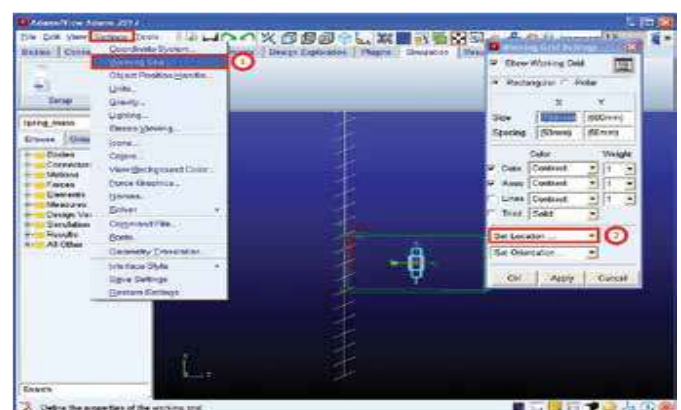 Adams/View Adams 2012
File Edit View Settings Tools
Bodies Design Exploration Plugins Simulation
Setup
spring_mass
Browse
Bodies
Connectors
Motions
Forces
Elements
Measures
Design Var
Simulation
Results
All Other
Search
Coordinate System...
Working Grid...
Object Position Handle...
Units...
Gravity...
Lighting...
Stereo Viewing...
Icons...
Colors...
View Background Color...
Force Graphics...
Names...
Solver
Command File...
Fonts...
Geometry Orientation...
Interface Style
Save Settings
Restore Settings
1
Working Grid Settings
Show Working Grid
Rectangular Polar
X Y
Size
Spacing (50mm) (50mm)
Color Weight
Dots Contrast 1
Axes Contrast 1
Lines Contrast 1
Triad Solid
Set Location ... 2
Set Orientation ...
OK Apply Cancel
Define the properties of the working grid